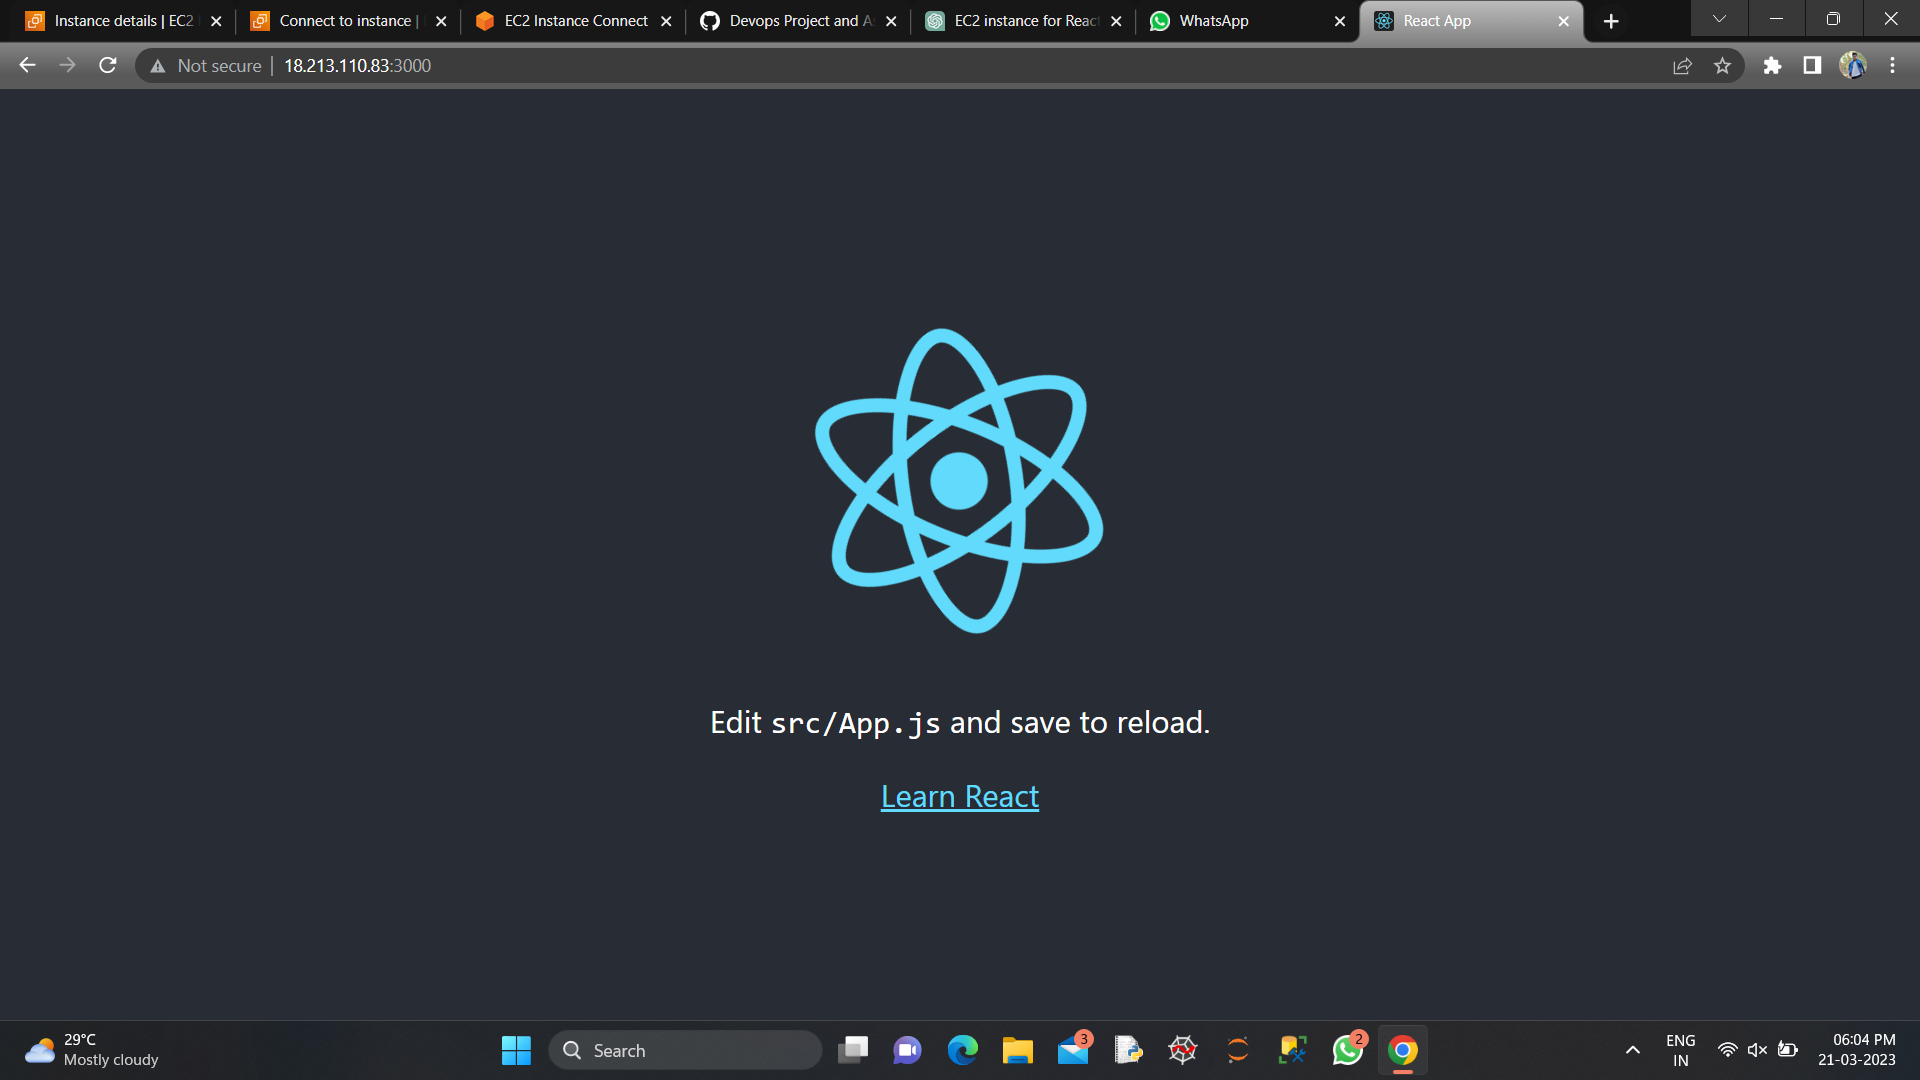 Instance details | EC2
Connect to instance |
EC2 Instance Connect
Devops Project and A
EC2 instance for Reac
WhatsApp
React App
Not secure
18.213.110.83:3000
Edit src/App.js and save to reload.
Learn React
29°C
Mostly cloudy
Search
3
2
ENG
IN
06:04 PM
21-03-2023